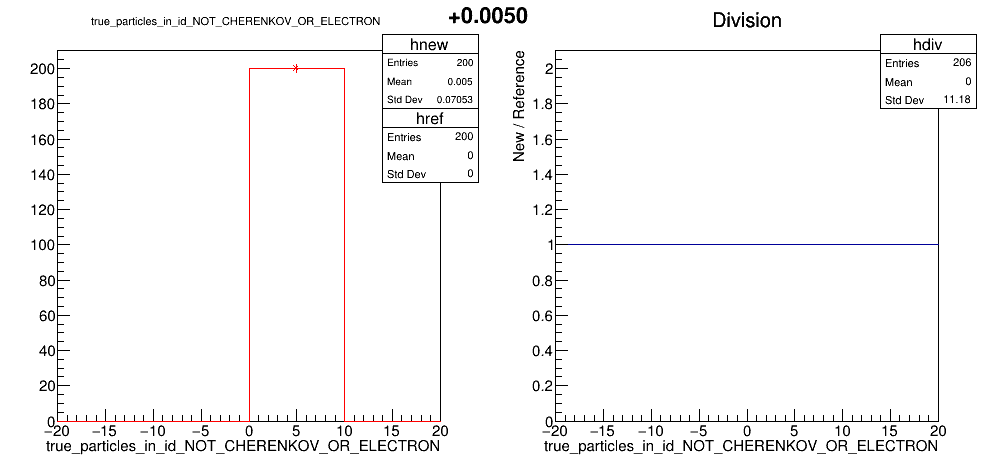 true_particles_in_id_NOT_CHERENKOV_OR_ELECTRON
+0.0050
hnew
Entries 200
Mean 0.005
Std Dev 0.07053
href
Entries 200
Mean 0
Std Dev 0
200
180
160
140
120
100
80
60
40
20
0
−20 −15 −10 −5 0 5 10 15 20
true_particles_in_id_NOT_CHERENKOV_OR_ELECTRON
Division
hdiv
Entries 206
Mean 0
Std Dev 11.18
New / Reference
2
1.8
1.6
1.4
1.2
1
0.8
0.6
0.4
0.2
0
−20 −15 −10 −5 0 5 10 15 20
true_particles_in_id_NOT_CHERENKOV_OR_ELECTRON